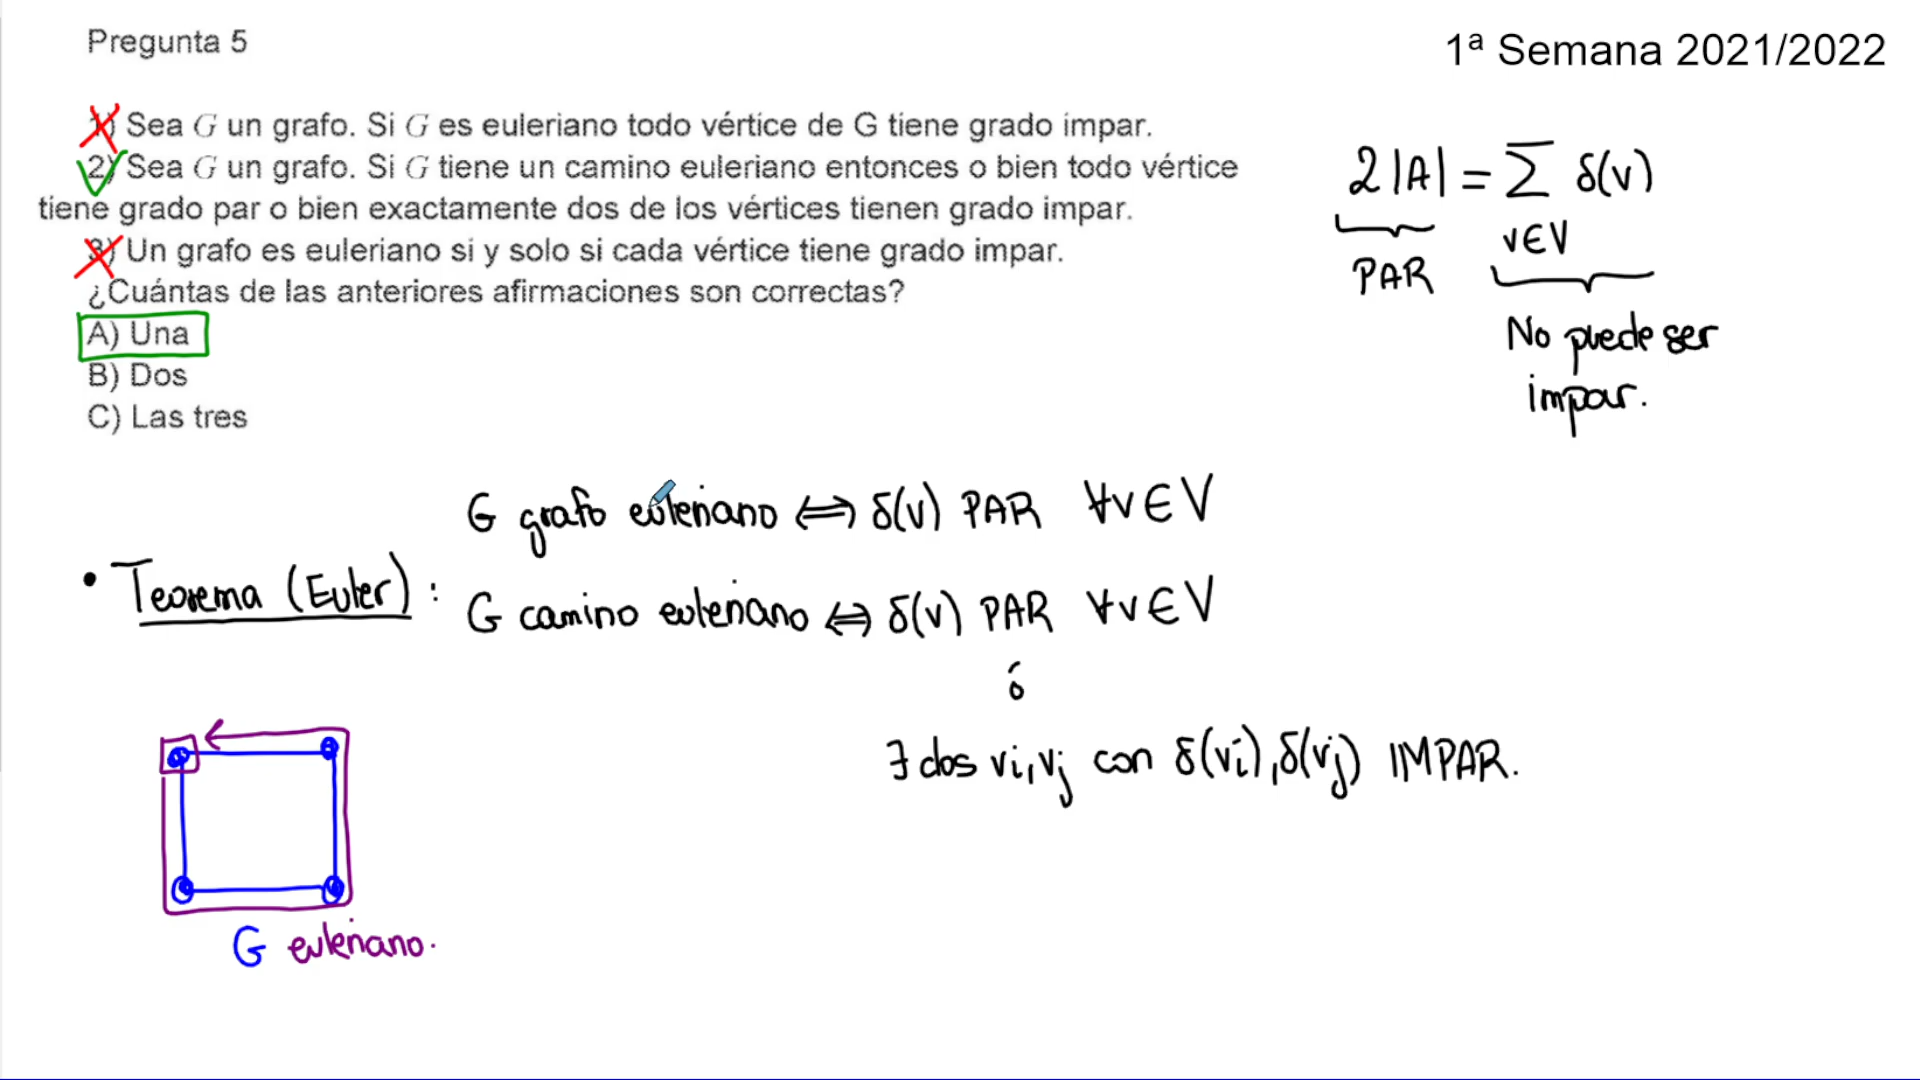 Pregunta 5
1ª Semana 2021/2022
1) Sea G un grafo. Si G es euleriano todo vértice de G tiene grado impar.
2) Sea G un grafo. Si G tiene un camino euleriano entonces o bien todo vértice
tiene grado par o bien exactamente dos de los vértices tienen grado impar.
3) Un grafo es euleriano si y solo si cada vértice tiene grado impar.
¿Cuántas de las anteriores afirmaciones son correctas?
A) Una
B) Dos
C) Las tres
2|A| = Σ δ(v)
v∈V
PAR
No puede ser
impar.
G grafo euleriano ⇔ δ(v) PAR ∀v∈V
• Teorema (Euler):
G camino euleriano ⇔ δ(v) PAR ∀v∈V
ó
∃ dos vi, vj con δ(vi), δ(vj) IMPAR.
G euleriano.